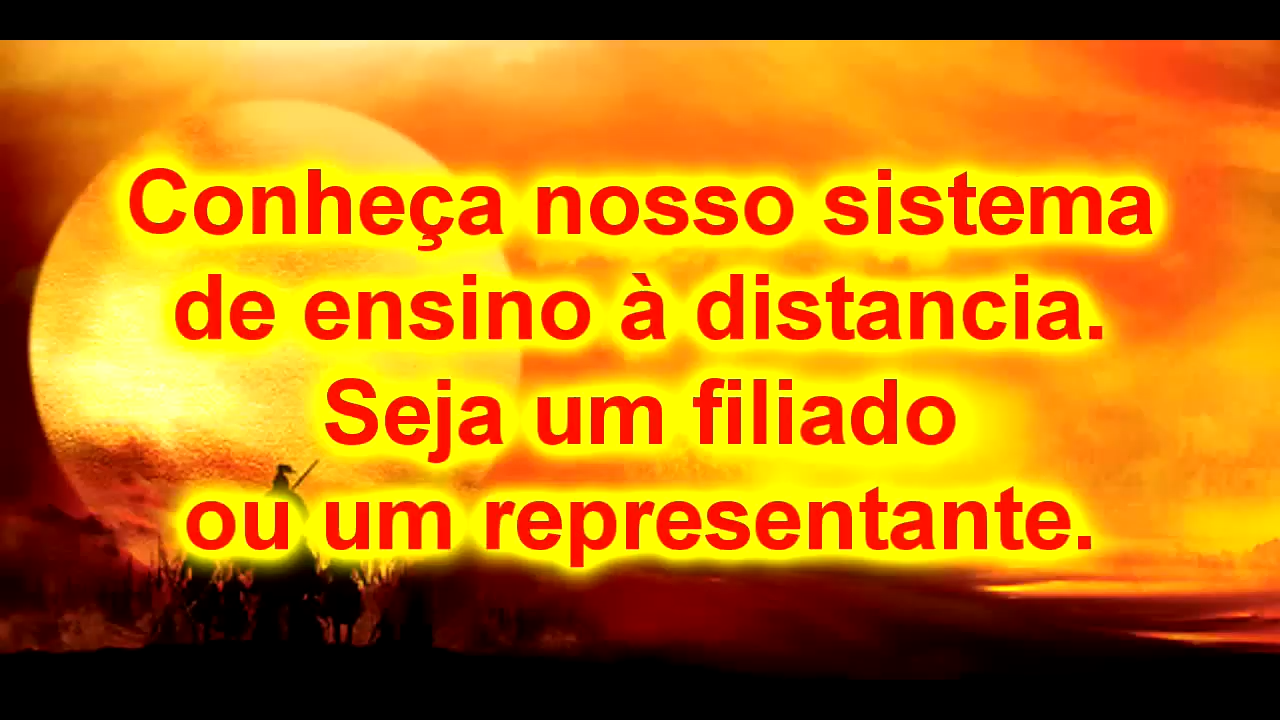 Conheça nosso sistema
de ensino à distancia.
Seja um filiado
ou um representante.